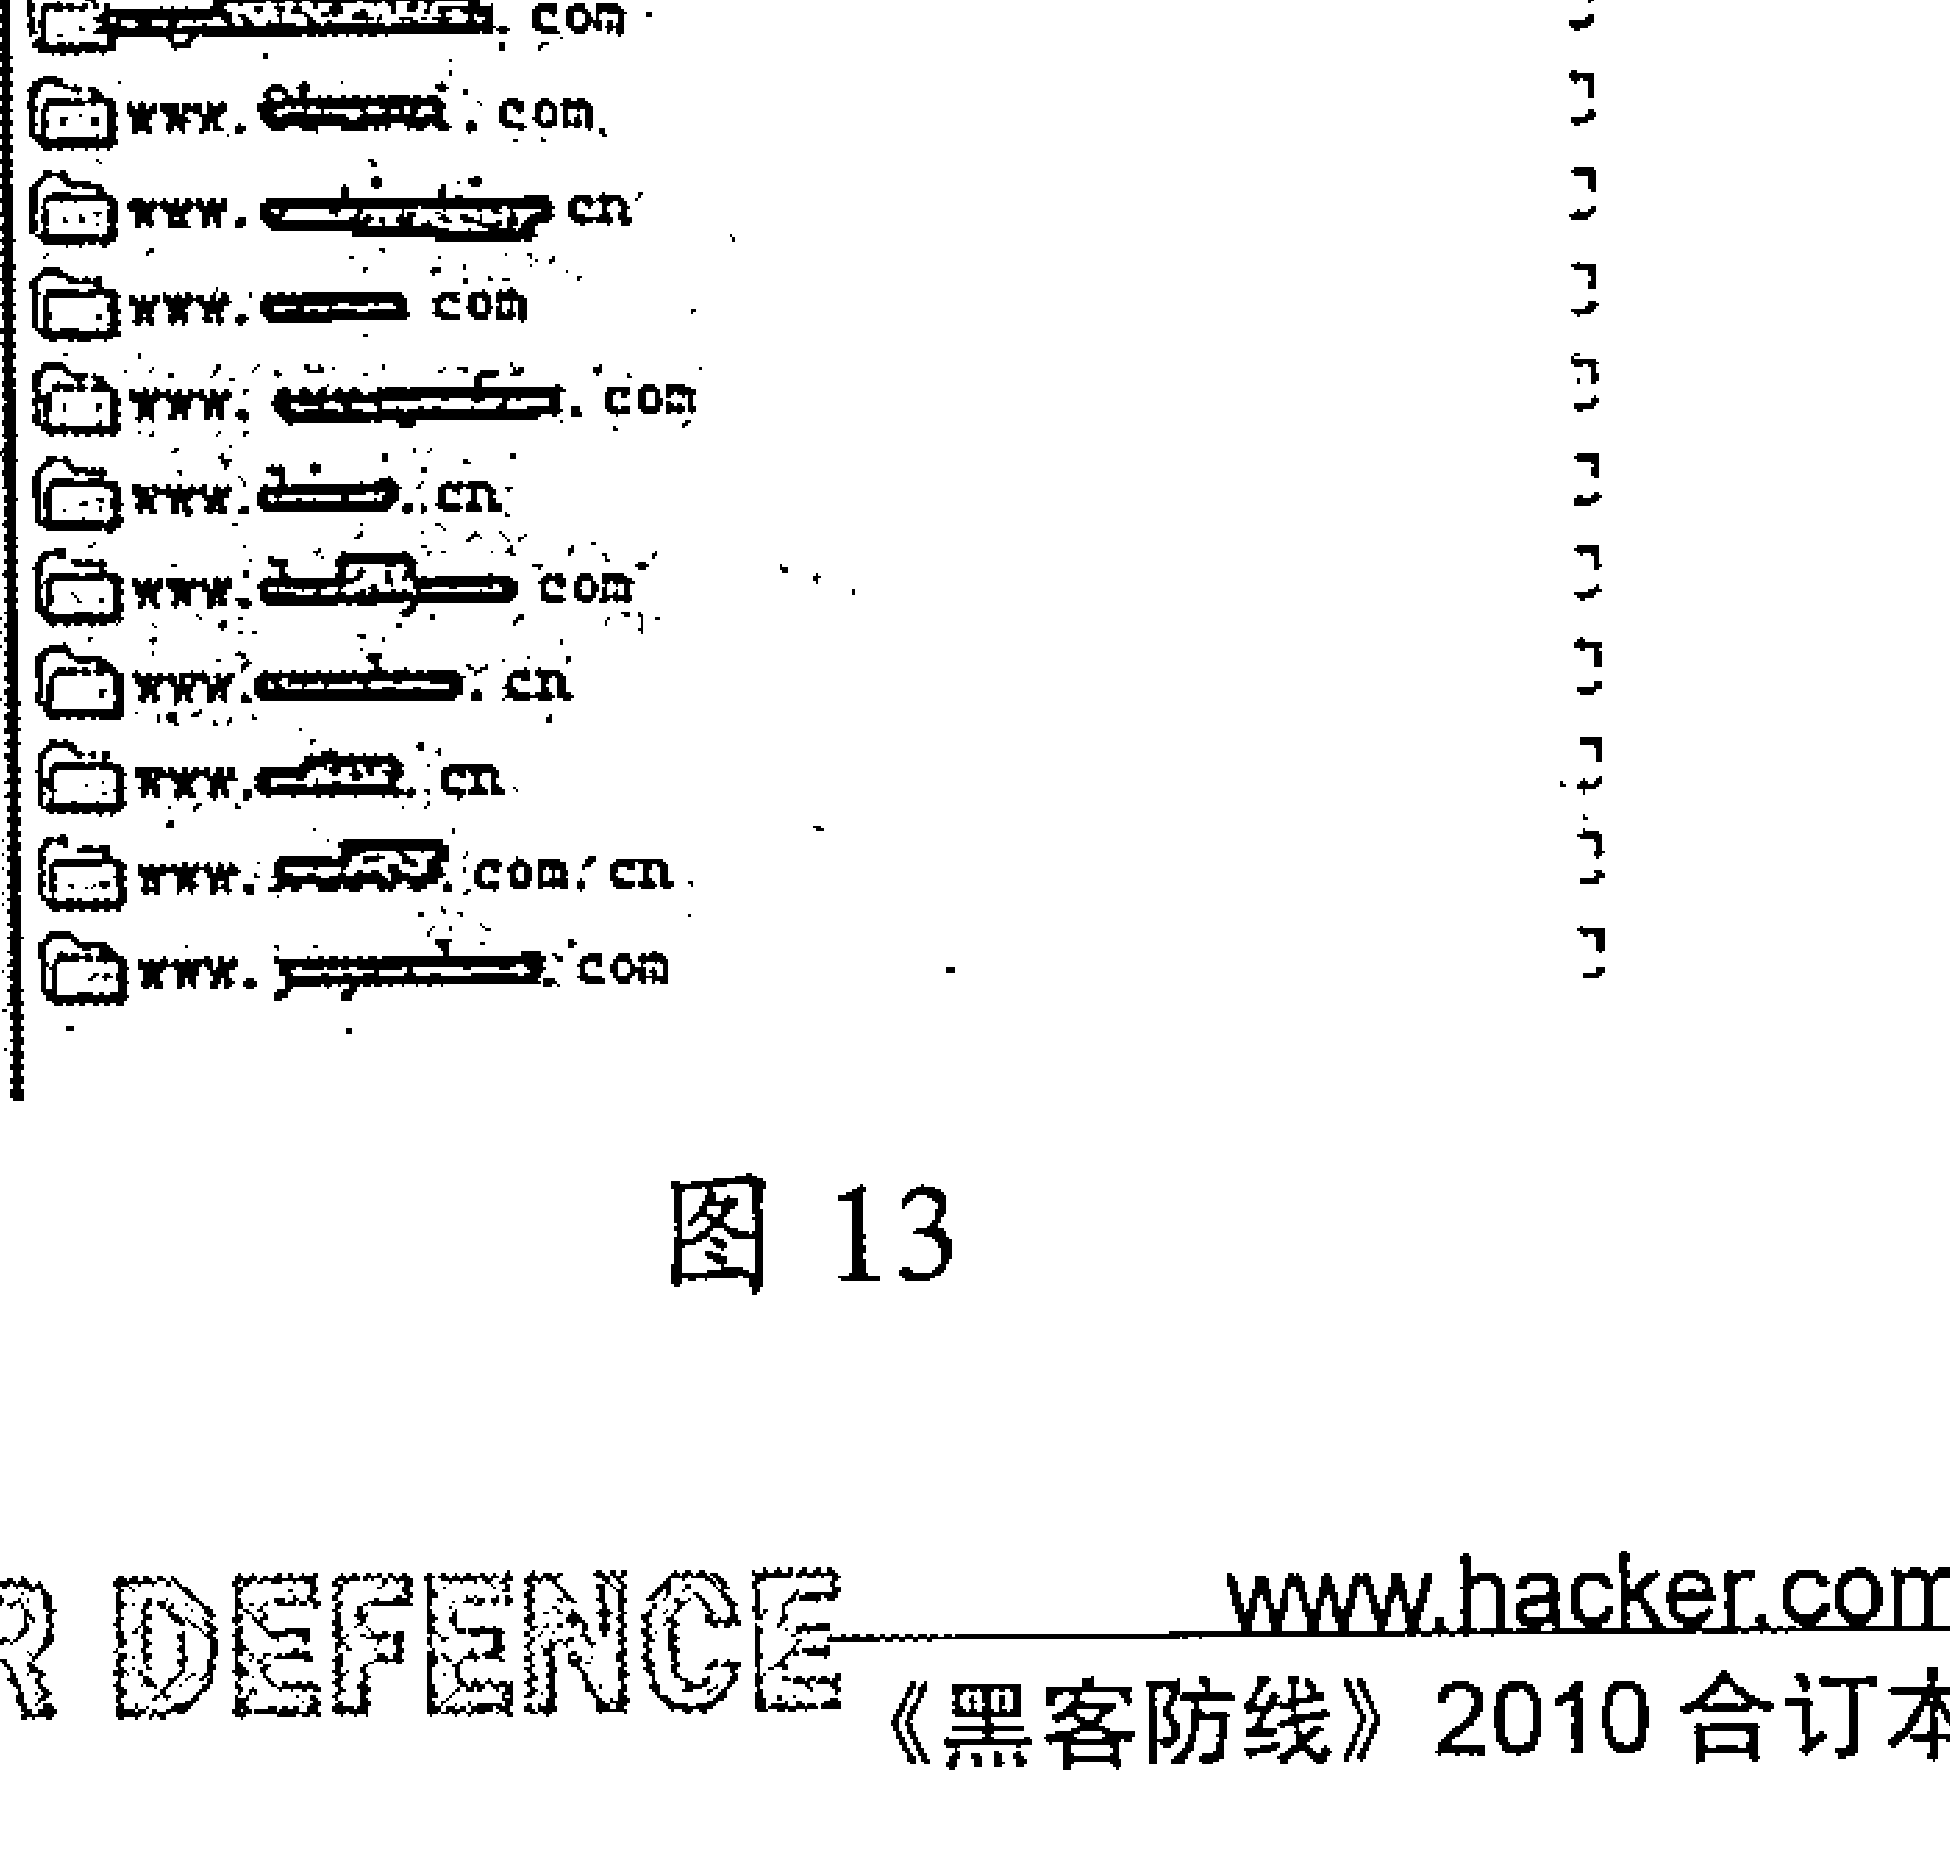 .com
www. .com
www. cn
www. com
www. .com
www. .cn
www. com
www. .cn
www. .cn
www. .com.cn
www. .com
图 13
R DEFENCE
www.hacker.com
《黑客防线》2010 合订本